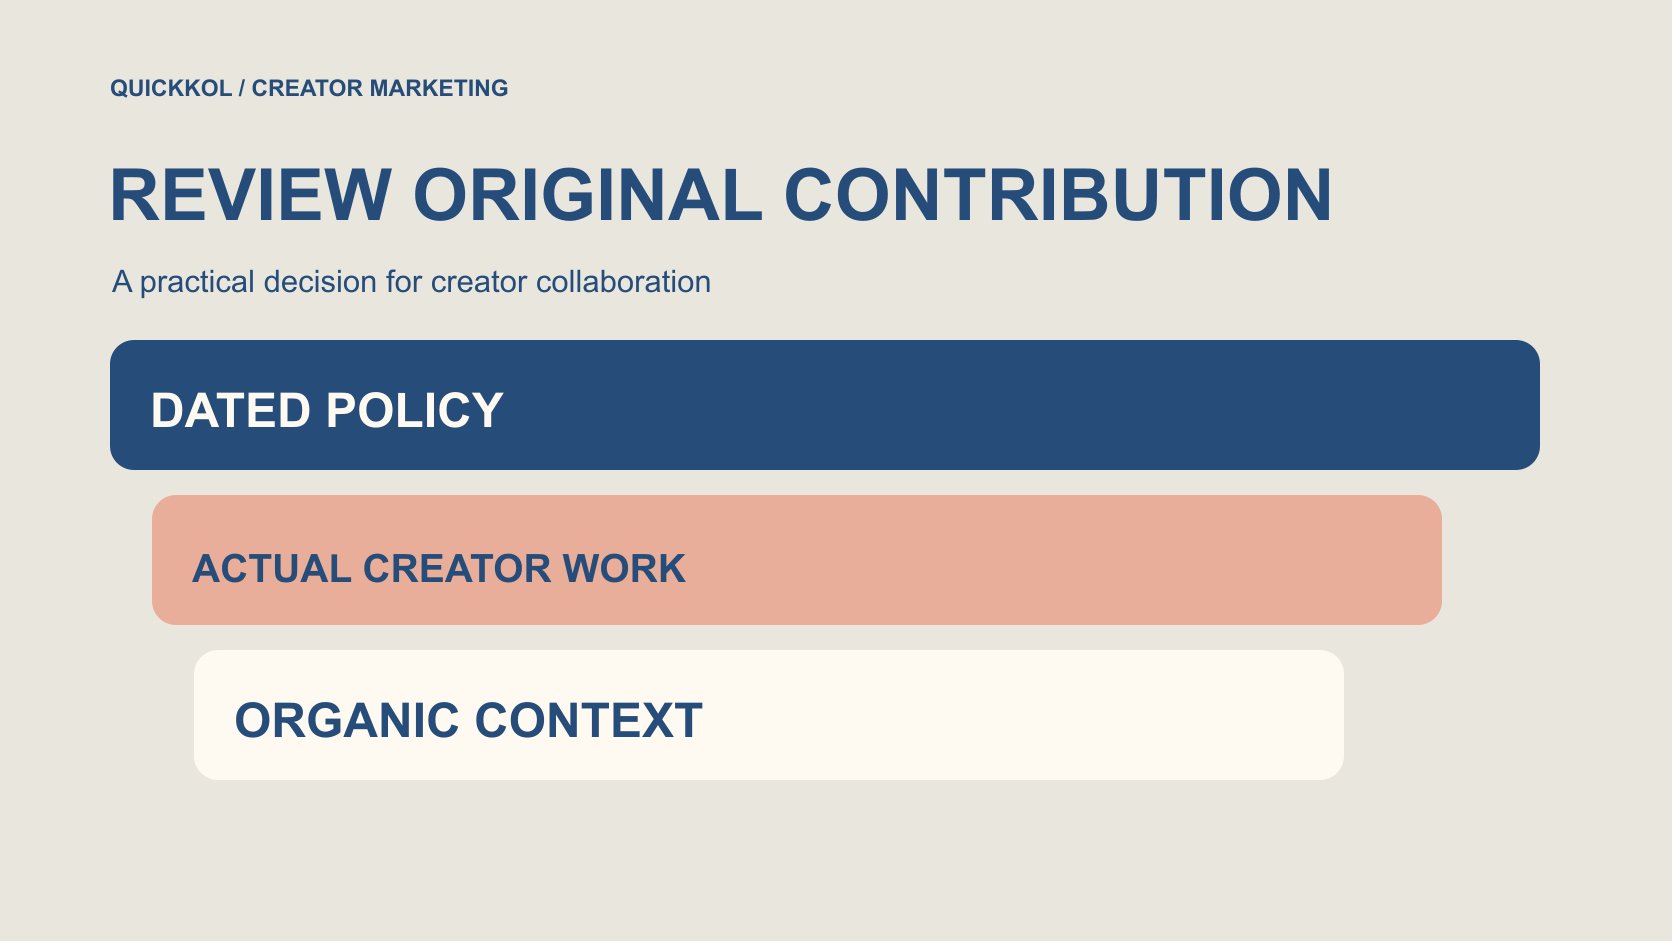 QUICKKOL / CREATOR MARKETING
REVIEW ORIGINAL CONTRIBUTION
A practical decision for creator collaboration
DATED POLICY
ACTUAL CREATOR WORK
ORGANIC CONTEXT